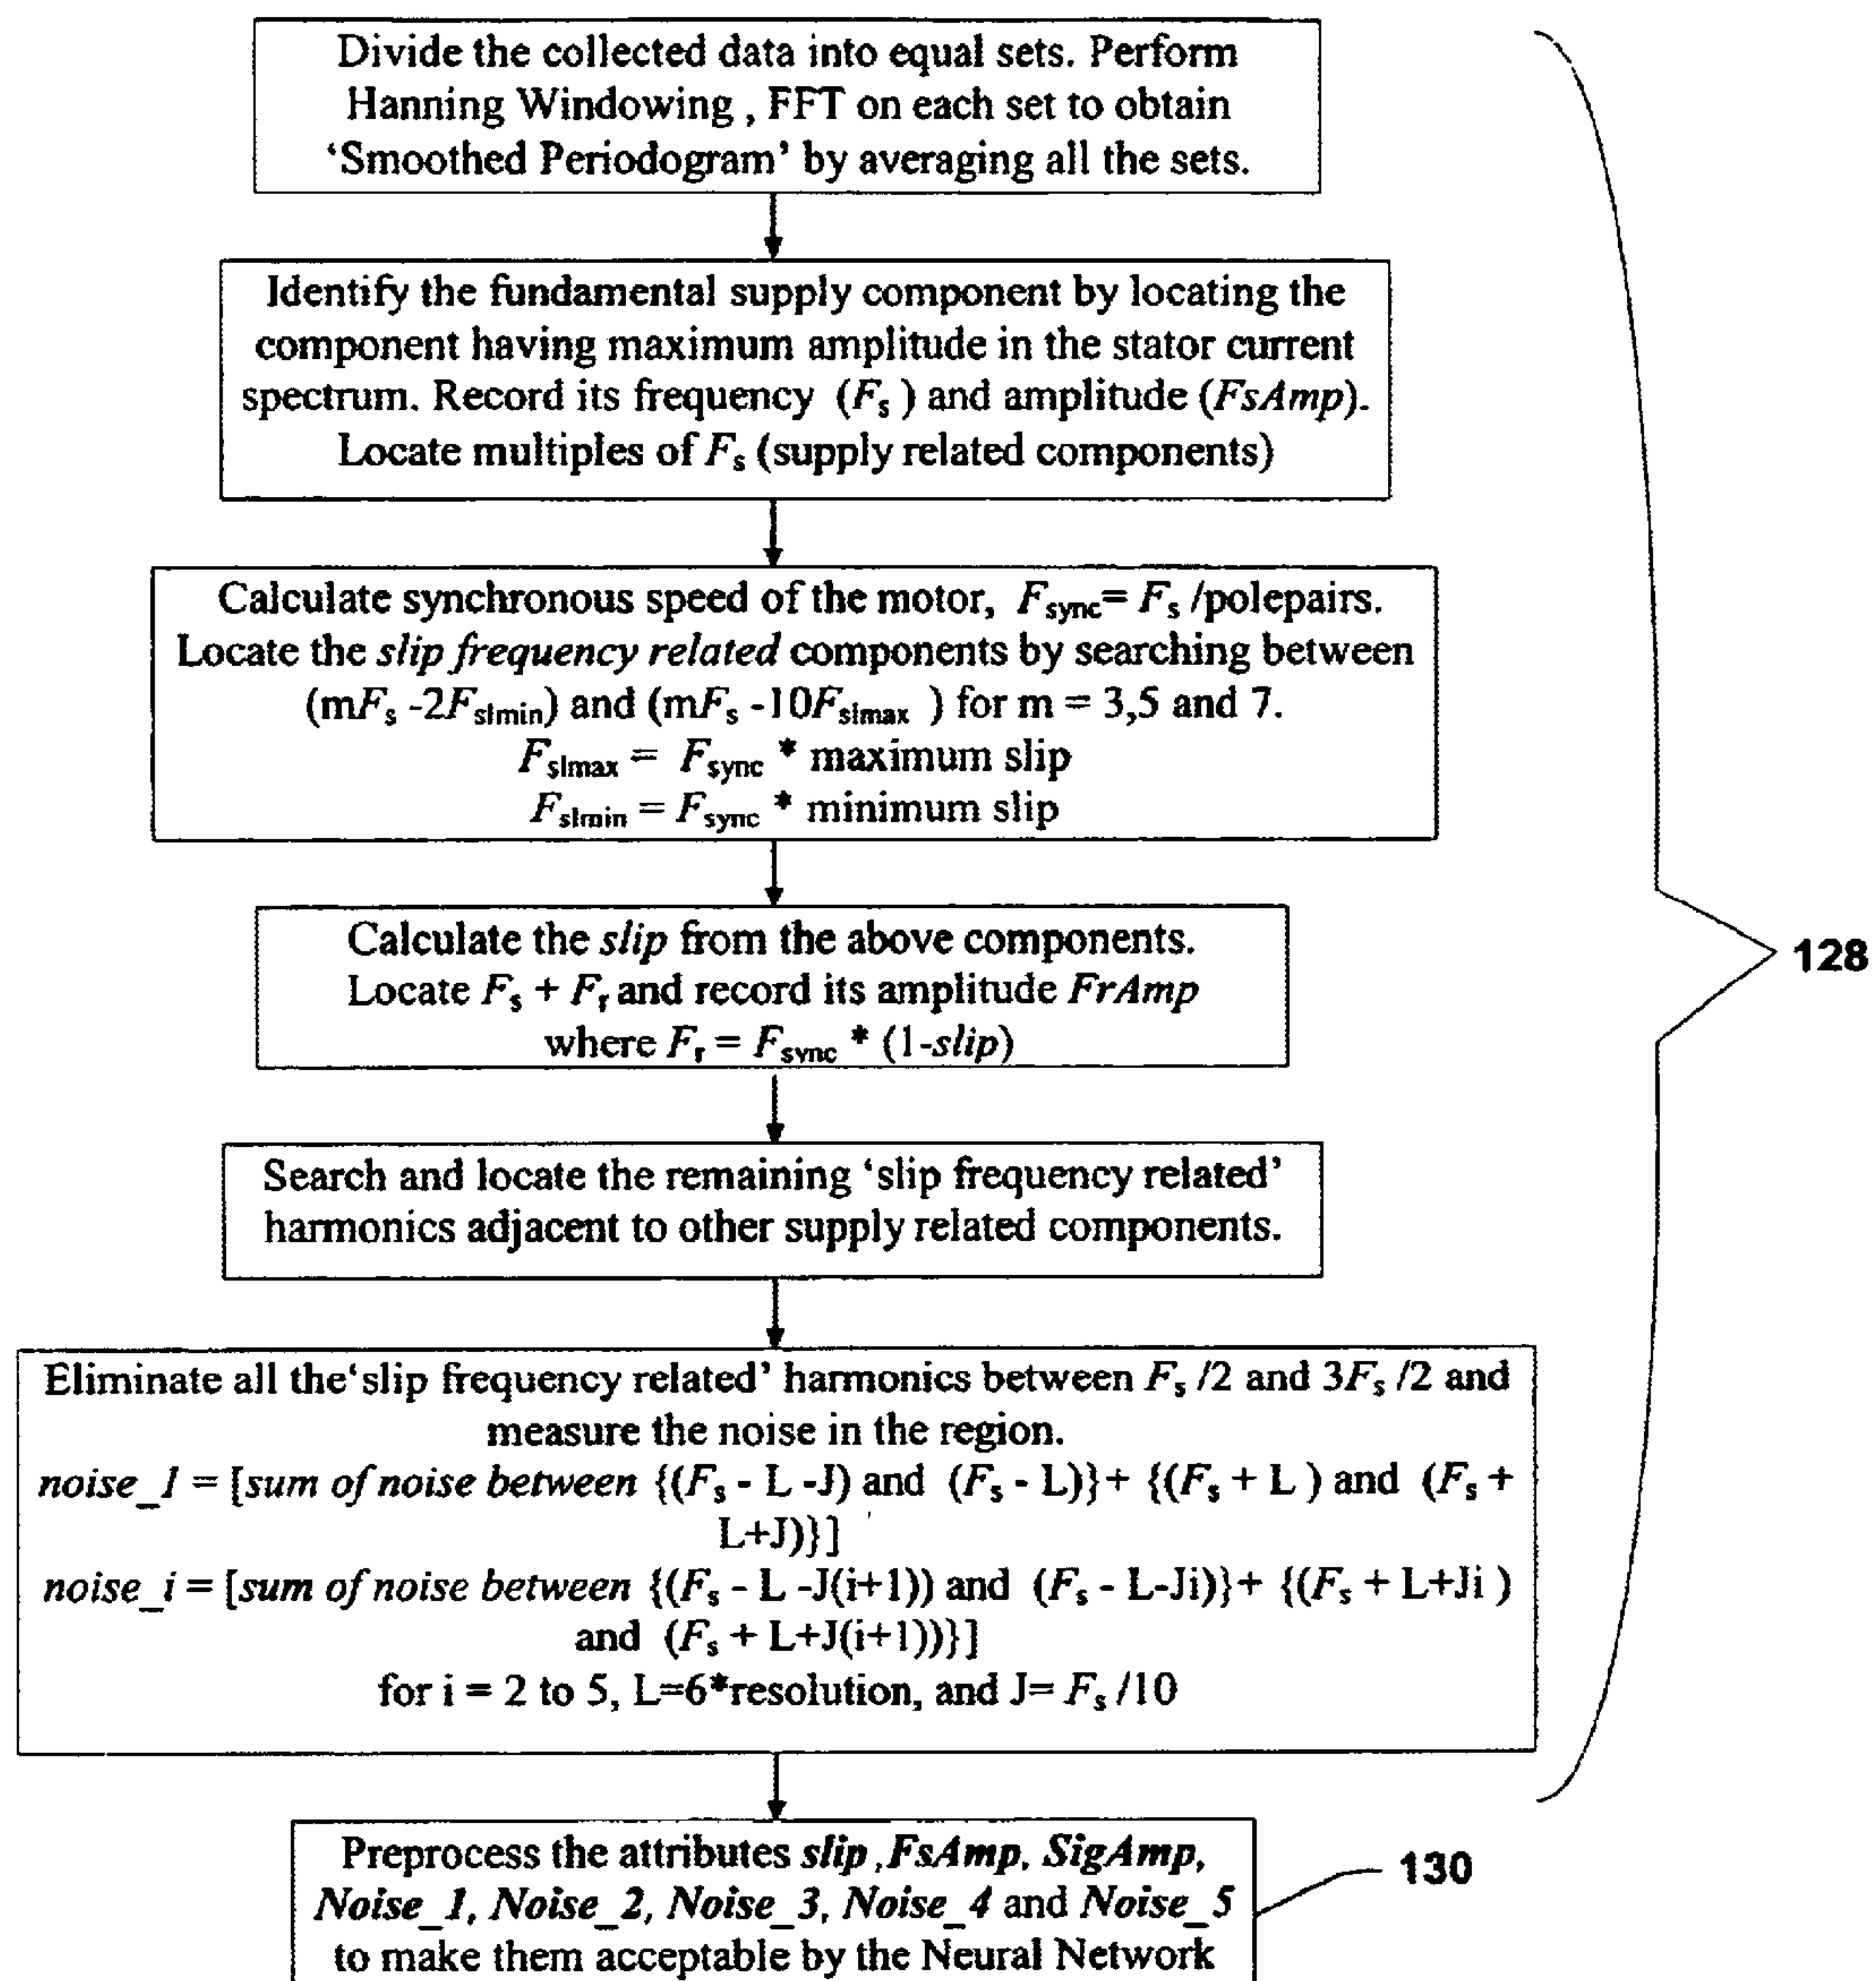 Divide the collected data into equal sets. Perform
Hanning Windowing , FFT on each set to obtain
‘Smoothed Periodogram’ by averaging all the sets.
Identify the fundamental supply component by locating the
component having maximum amplitude in the stator current
spectrum. Record its frequency (Fs ) and amplitude (FsAmp).
Locate multiples of Fs (supply related components)
Calculate synchronous speed of the motor, Fsync= Fs /polepairs.
Locate the slip frequency related components by searching between
(mFs -2Fslmin) and (mFs -10Fslmax ) for m = 3,5 and 7.
Fslmax = Fsync * maximum slip
Fslmin = Fsync * minimum slip
Calculate the slip from the above components.
Locate Fs + Fr and record its amplitude FrAmp
where Fr = Fsync * (1-slip)
Search and locate the remaining ‘slip frequency related’
harmonics adjacent to other supply related components.
Eliminate all the‘slip frequency related’ harmonics between Fs /2 and 3Fs /2 and
measure the noise in the region.
noise_1 = [sum of noise between {(Fs - L -J) and (Fs - L)}+ {(Fs + L ) and (Fs +
L+J)}]
noise_i = [sum of noise between {(Fs - L -J(i+1)) and (Fs - L-Ji)}+ {(Fs + L+Ji )
and (Fs + L+J(i+1))}]
for i = 2 to 5, L=6*resolution, and J= Fs /10
128
Preprocess the attributes slip ,FsAmp, SigAmp,
Noise_1, Noise_2, Noise_3, Noise_4 and Noise_5
to make them acceptable by the Neural Network
130